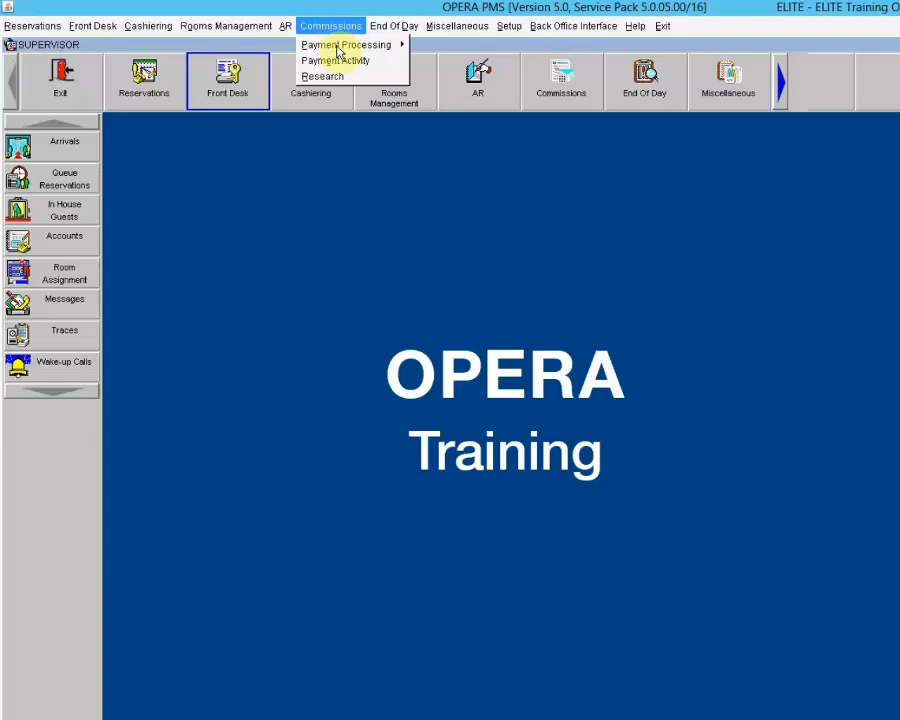 OPERA PMS [Version 5.0, Service Pack 5.0.05.00/16]
ELITE - ELITE Training O
Reservations Front Desk Cashiering Rooms Management AR Commissions End Of Day Miscellaneous Setup Back Office Interface Help Exit
SUPERVISOR
Payment Processing
Payment Activity
Research
Exit
Reservations
Front Desk
Cashiering
Rooms
Management
AR
Commissions
End Of Day
Miscellaneous
Arrivals
Queue
Reservations
In House
Guests
Accounts
Room
Assignment
Messages
Traces
Wake-up Calls
OPERA
Training